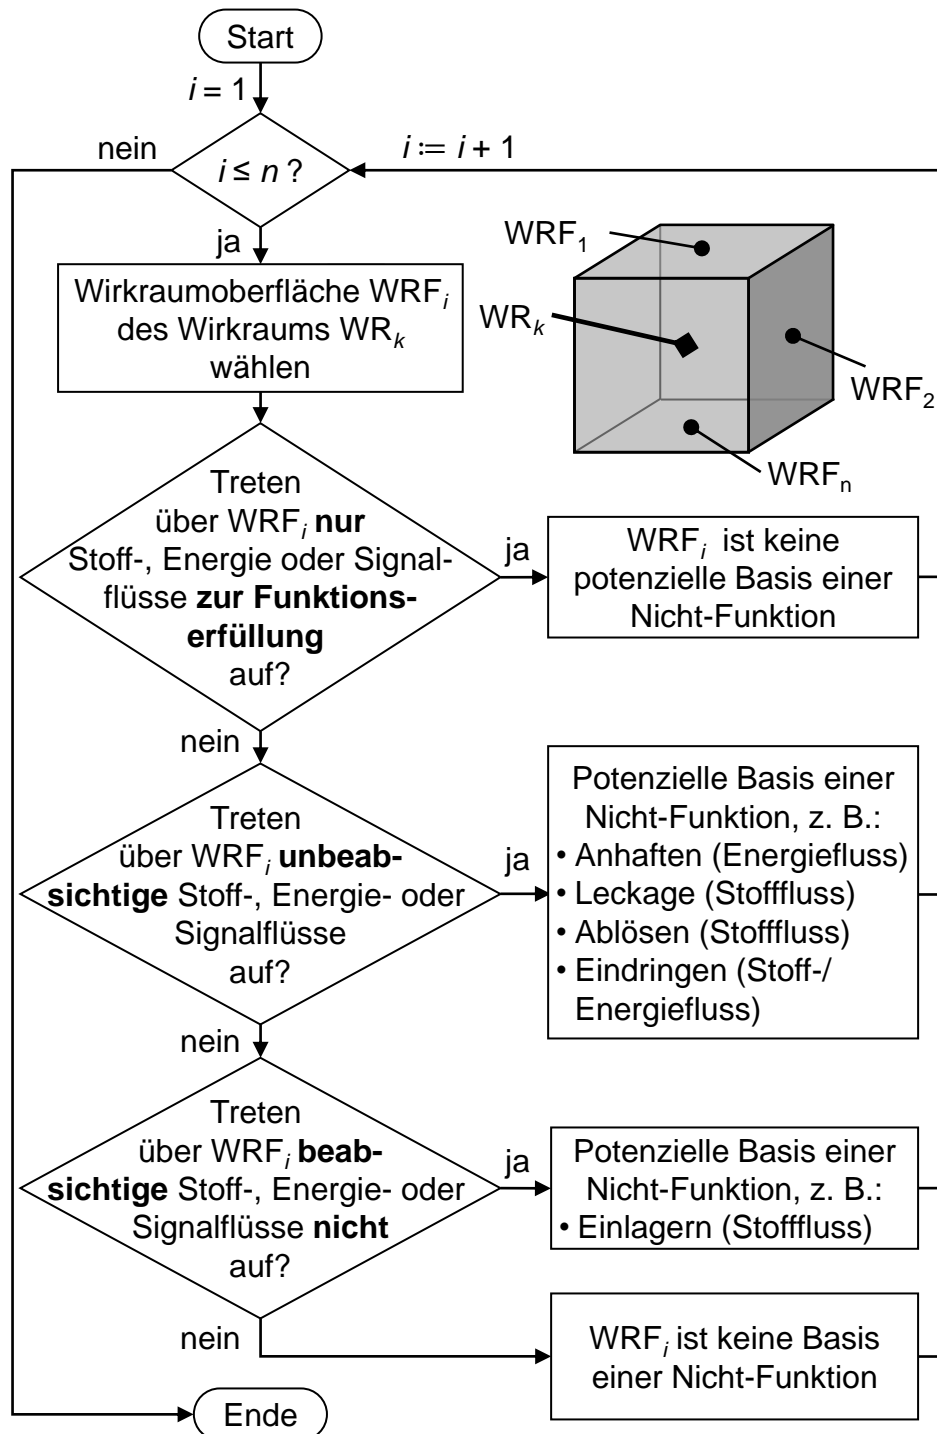 Start
i = 1
nein
i := i + 1
i ≤ n ?
ja
Wirkraumoberfläche WRFi
des Wirkraums WRk
wählen
WRF1
WRk
WRF2
WRFn
Treten
über WRFi nur
Stoff-, Energie oder Signal-
flüsse zur Funktions-
erfüllung
auf?
ja
WRFi ist keine
potenzielle Basis einer
Nicht-Funktion
nein
Treten
über WRFi unbeab-
sichtige Stoff-, Energie- oder
Signalflüsse
auf?
ja
Potenzielle Basis einer
Nicht-Funktion, z. B.:
• Anhaften (Energiefluss)
• Leckage (Stofffluss)
• Ablösen (Stofffluss)
• Eindringen (Stoff-/
Energiefluss)
nein
Treten
über WRFi beab-
sichtige Stoff-, Energie- oder
Signalflüsse nicht
auf?
ja
Potenzielle Basis einer
Nicht-Funktion, z. B.:
• Einlagern (Stofffluss)
nein
WRFi ist keine Basis
einer Nicht-Funktion
Ende